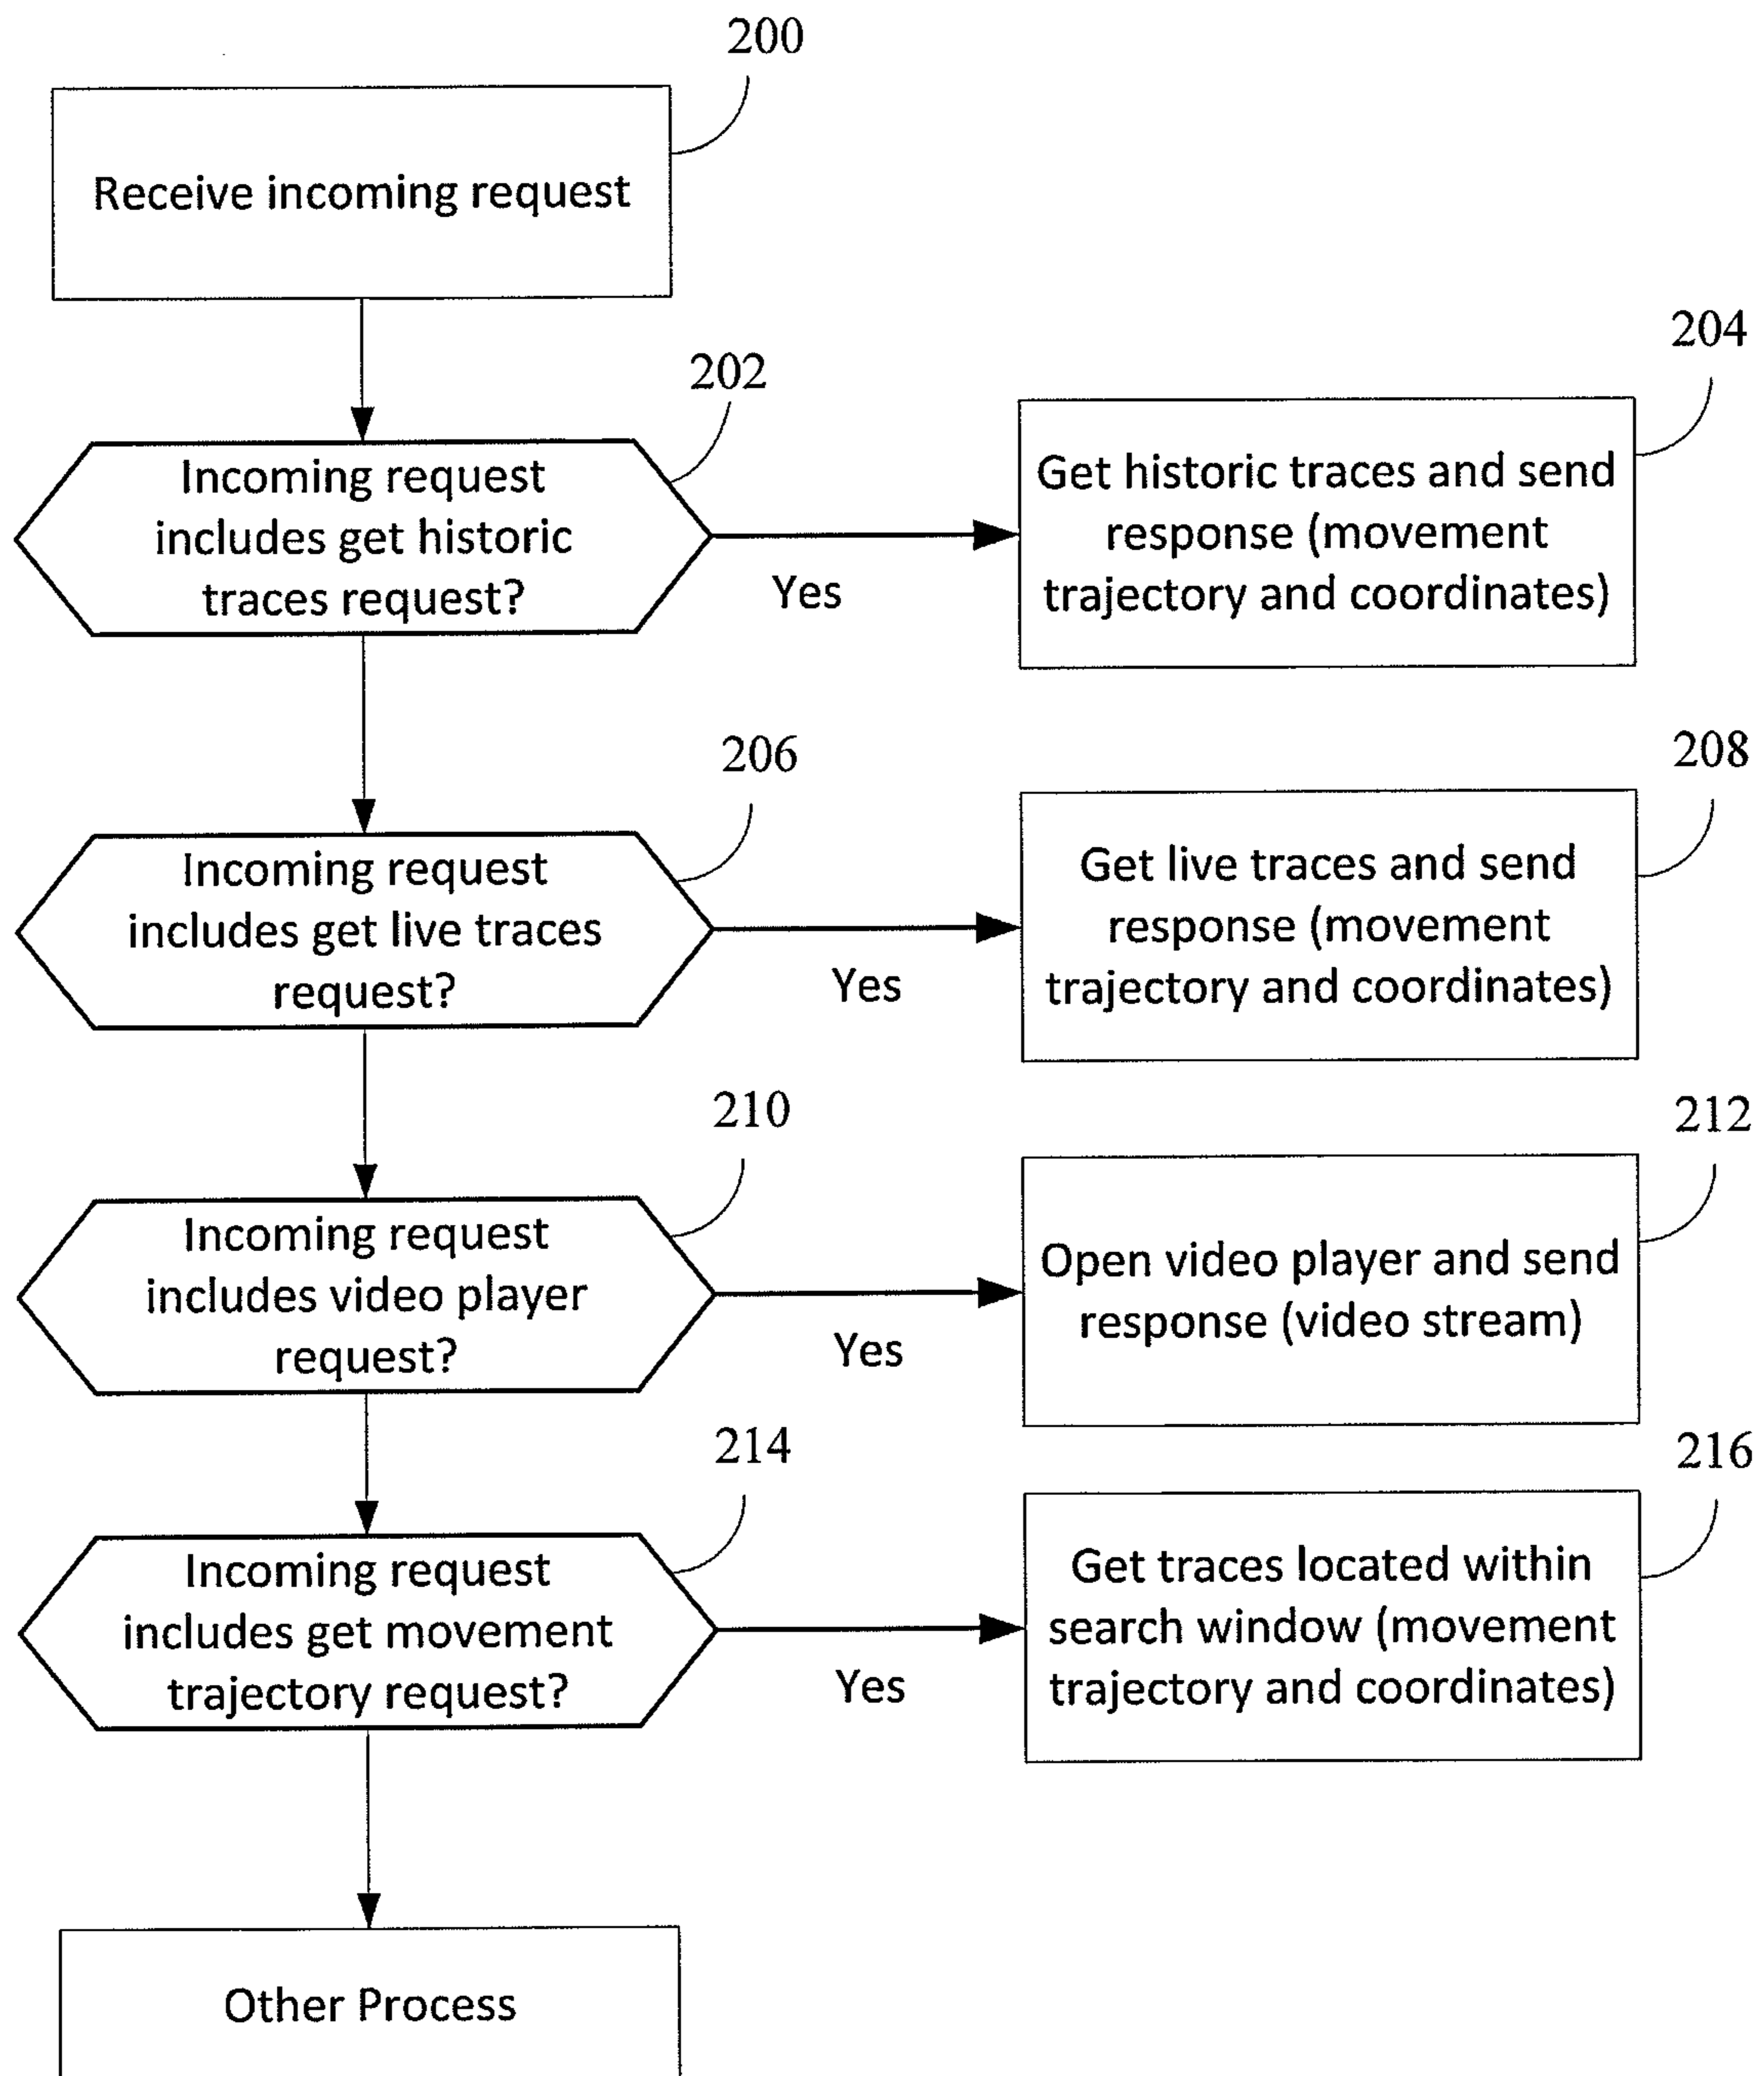 200
Receive incoming request
202
Incoming request
includes get historic
traces request?
Yes
204
Get historic traces and send
response (movement
trajectory and coordinates)
206
Incoming request
includes get live traces
request?
Yes
208
Get live traces and send
response (movement
trajectory and coordinates)
210
Incoming request
includes video player
request?
Yes
212
Open video player and send
response (video stream)
214
Incoming request
includes get movement
trajectory request?
Yes
216
Get traces located within
search window (movement
trajectory and coordinates)
Other Process